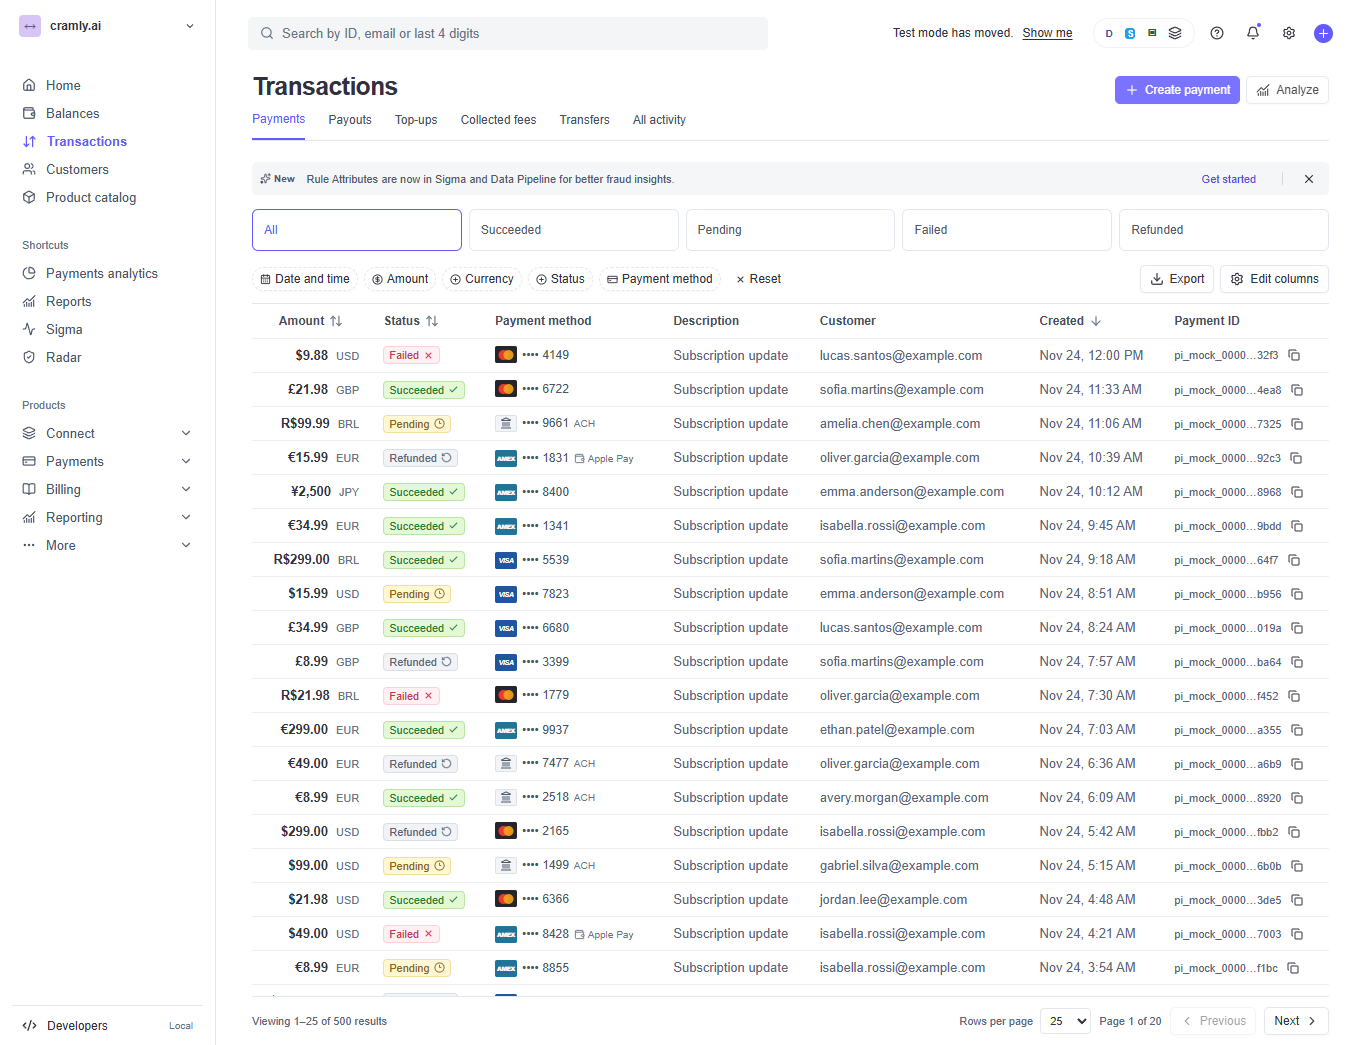 cramly.ai
Search by ID, email or last 4 digits
Test mode has moved. Show me
D S
Home
Balances
Transactions
Customers
Product catalog
Shortcuts
Payments analytics
Reports
Sigma
Radar
Products
Connect
Payments
Billing
Reporting
More
Developers Local
Transactions
Create payment
Analyze
Payments Payouts Top-ups Collected fees Transfers All activity
New Rule Attributes are now in Sigma and Data Pipeline for better fraud insights. Get started
All Succeeded Pending Failed Refunded
Date and time Amount Currency Status Payment method Reset Export Edit columns
Amount Status Payment method Description Customer Created Payment ID
$9.88 USD Failed •••• 4149 Subscription update lucas.santos@example.com Nov 24, 12:00 PM pi_mock_0000…32f3
£21.98 GBP Succeeded •••• 6722 Subscription update sofia.martins@example.com Nov 24, 11:33 AM pi_mock_0000…4ea8
R$99.99 BRL Pending •••• 9661 ACH Subscription update amelia.chen@example.com Nov 24, 11:06 AM pi_mock_0000…7325
€15.99 EUR Refunded AMEX •••• 1831 Apple Pay Subscription update oliver.garcia@example.com Nov 24, 10:39 AM pi_mock_0000…92c3
¥2,500 JPY Succeeded AMEX •••• 8400 Subscription update emma.anderson@example.com Nov 24, 10:12 AM pi_mock_0000…8968
€34.99 EUR Succeeded AMEX •••• 1341 Subscription update isabella.rossi@example.com Nov 24, 9:45 AM pi_mock_0000…9bdd
R$299.00 BRL Succeeded VISA •••• 5539 Subscription update sofia.martins@example.com Nov 24, 9:18 AM pi_mock_0000…64f7
$15.99 USD Pending VISA •••• 7823 Subscription update emma.anderson@example.com Nov 24, 8:51 AM pi_mock_0000…b956
£34.99 GBP Succeeded VISA •••• 6680 Subscription update lucas.santos@example.com Nov 24, 8:24 AM pi_mock_0000…019a
£8.99 GBP Refunded VISA •••• 3399 Subscription update sofia.martins@example.com Nov 24, 7:57 AM pi_mock_0000…ba64
R$21.98 BRL Failed •••• 1779 Subscription update oliver.garcia@example.com Nov 24, 7:30 AM pi_mock_0000…f452
€299.00 EUR Succeeded AMEX •••• 9937 Subscription update ethan.patel@example.com Nov 24, 7:03 AM pi_mock_0000…a355
€49.00 EUR Refunded •••• 7477 ACH Subscription update oliver.garcia@example.com Nov 24, 6:36 AM pi_mock_0000…a6b9
€8.99 EUR Succeeded •••• 2518 ACH Subscription update avery.morgan@example.com Nov 24, 6:09 AM pi_mock_0000…8920
$299.00 USD Refunded •••• 2165 Subscription update isabella.rossi@example.com Nov 24, 5:42 AM pi_mock_0000…fbb2
$99.00 USD Pending •••• 1499 ACH Subscription update gabriel.silva@example.com Nov 24, 5:15 AM pi_mock_0000…6b0b
$21.98 USD Succeeded •••• 6366 Subscription update jordan.lee@example.com Nov 24, 4:48 AM pi_mock_0000…3de5
$49.00 USD Failed AMEX •••• 8428 Apple Pay Subscription update isabella.rossi@example.com Nov 24, 4:21 AM pi_mock_0000…7003
€8.99 EUR Pending AMEX •••• 8855 Subscription update isabella.rossi@example.com Nov 24, 3:54 AM pi_mock_0000…f1bc
Viewing 1–25 of 500 results Rows per page 25 Page 1 of 20 Previous Next